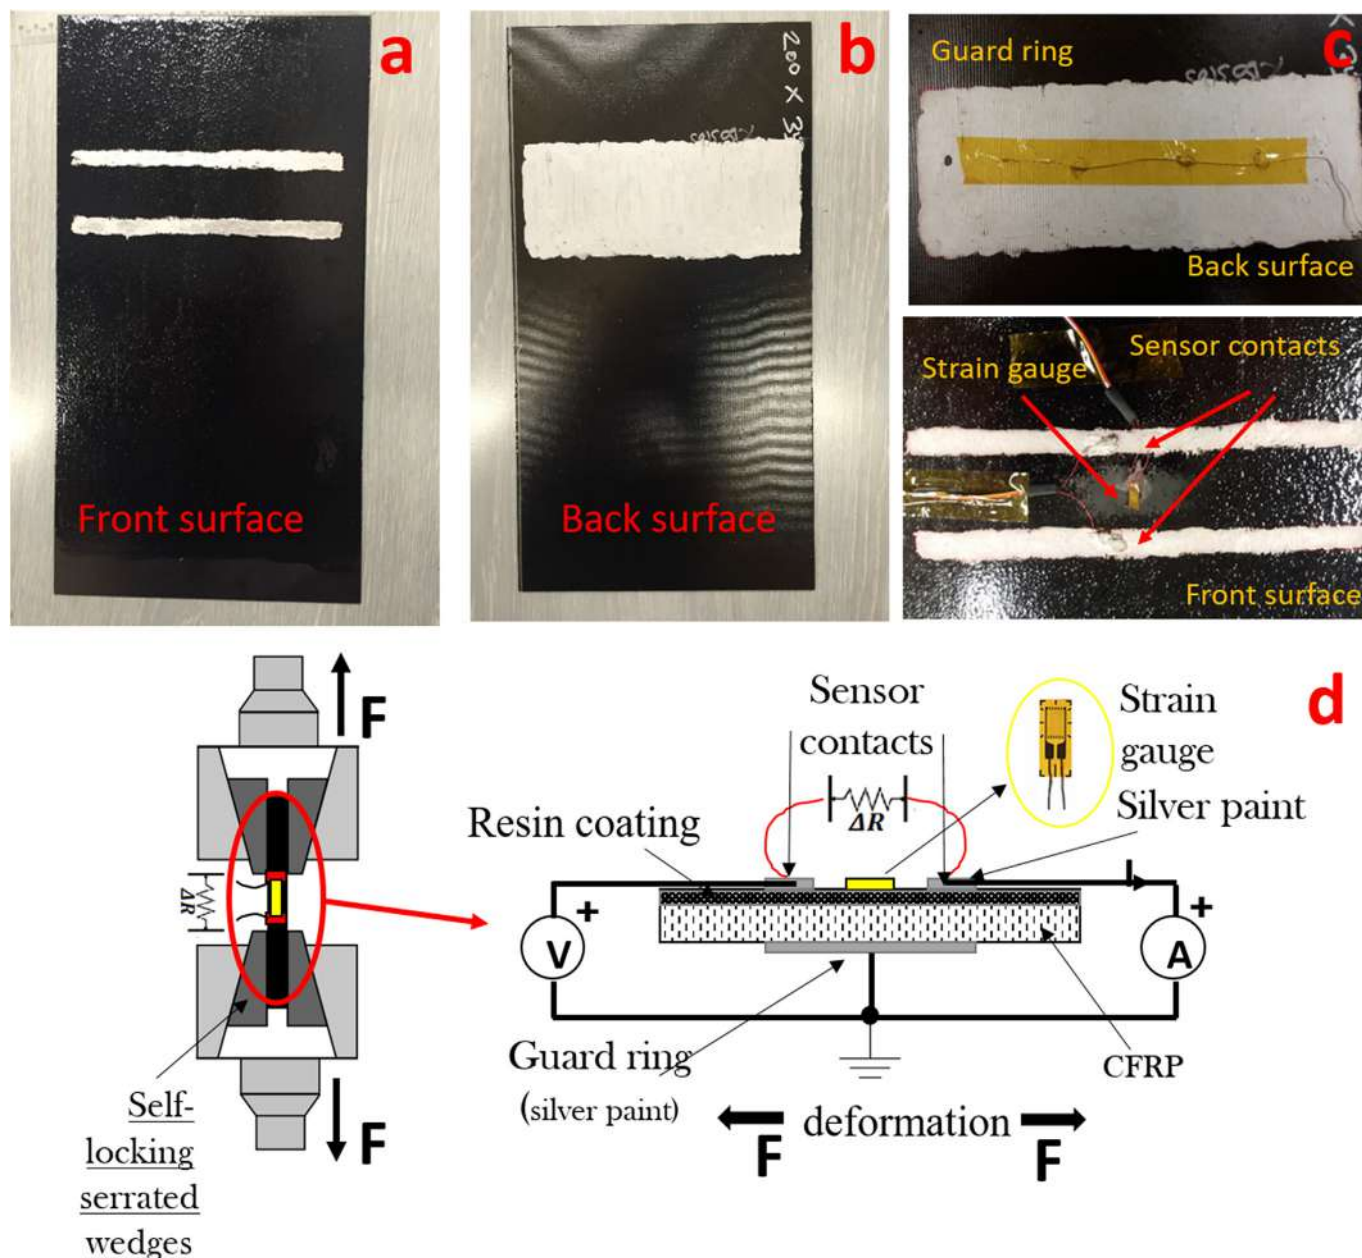 a
Front surface
b
200 X 35
Back surface
c
Guard ring
Back surface
Strain gauge
Sensor contacts
Front surface
d
F
ΔR
F
Self-
locking
serrated
wedges
Sensor
contacts
Strain
gauge
ΔR
Resin coating
Silver paint
I
+
V
+
A
Guard ring
(silver paint)
CFRP
deformation
F
F